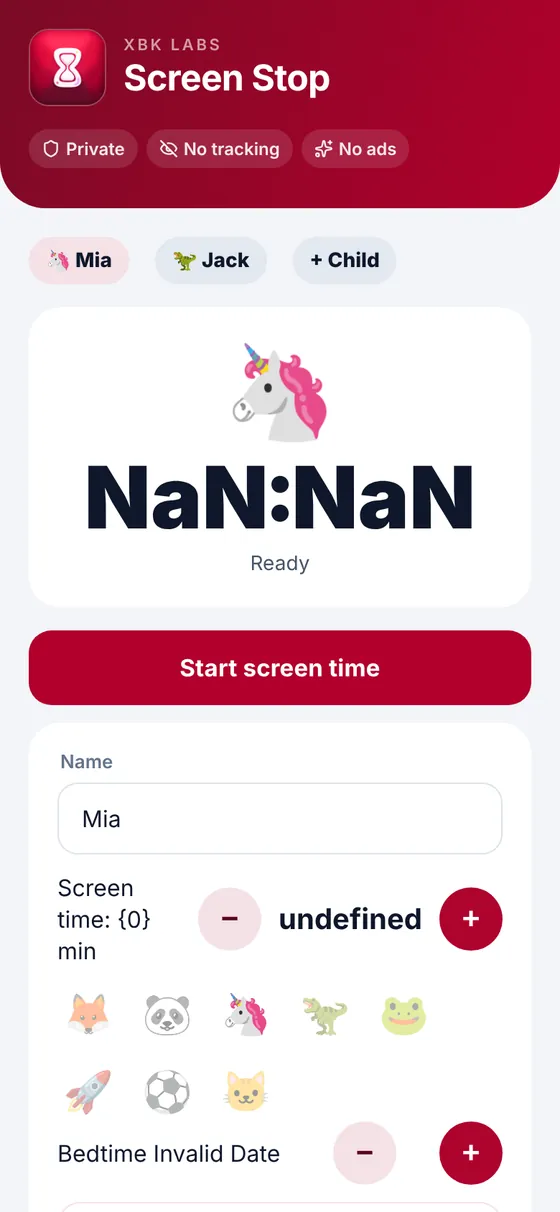 XBK LABS
Screen Stop
Private
No tracking
No ads
Mia
Jack
+ Child
NaN:NaN
Ready
Start screen time
Name
Mia
Screen
time: {0}
min
− undefined +
Bedtime Invalid Date − +